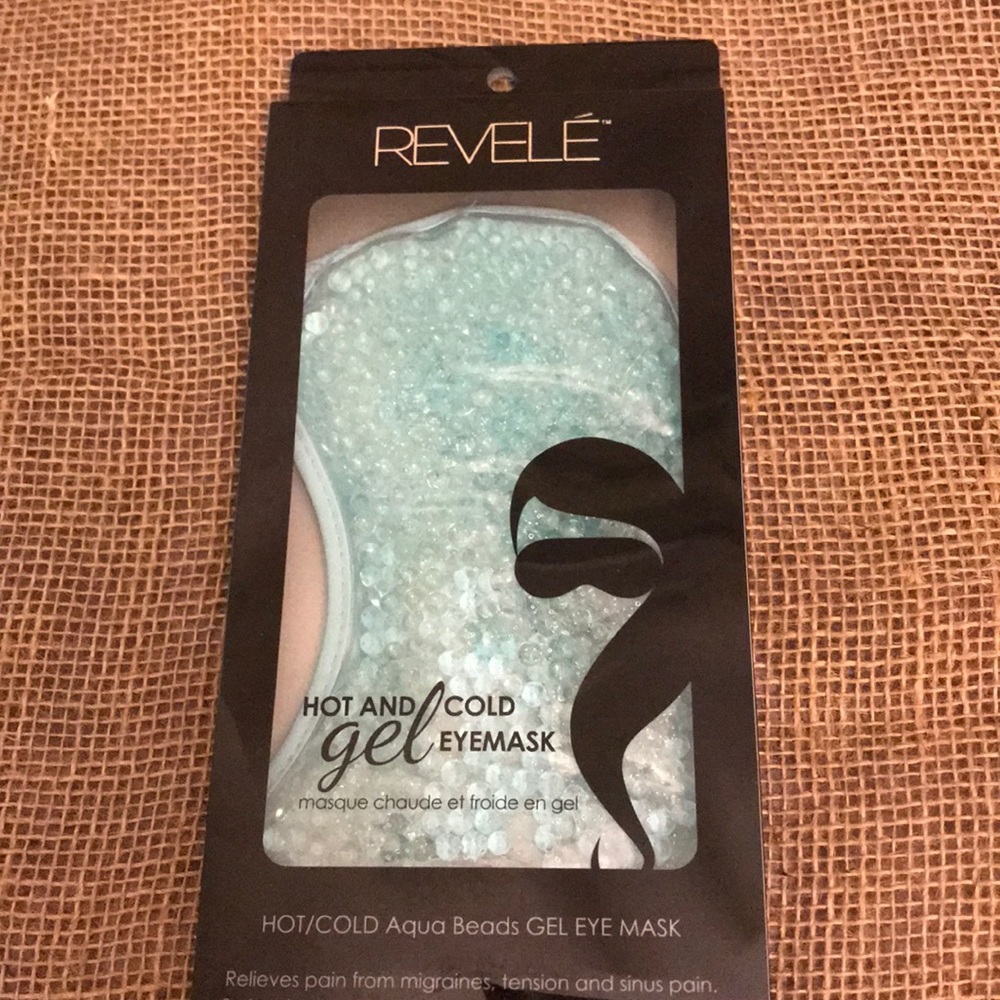 REVELÉ™
HOT AND COLD
gel EYEMASK
masque chaude et froide en gel
HOT/COLD Aqua Beads GEL EYE MASK
Relieves pain from migraines, tension and sinus pain.